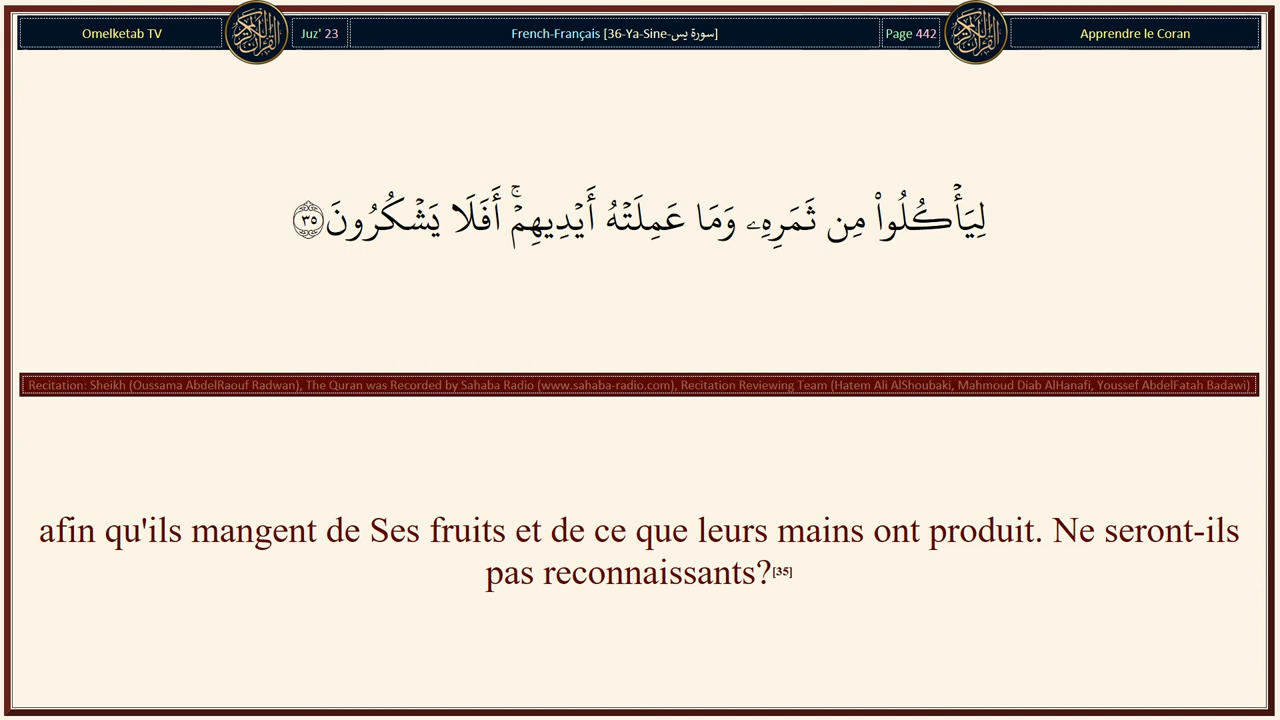 Omelketab TV
Juz' 23
French-Français [36-Ya-Sine-سورة يس]
Page 442
Apprendre le Coran
لِيَأۡكُلُواْ مِن ثَمَرِهِۦ وَمَا عَمِلَتۡهُ أَيۡدِيهِمۡۚ أَفَلَا يَشۡكُرُونَ ٣٥
Recitation: Sheikh (Oussama AbdelRaouf Radwan), The Quran was Recorded by Sahaba Radio (www.sahaba-radio.com), Recitation Reviewing Team (Hatem Ali AlShoubaki, Mahmoud Diab AlHanafi, Youssef AbdelFatah Badawi)
afin qu'ils mangent de Ses fruits et de ce que leurs mains ont produit. Ne seront-ils
pas reconnaissants?[35]